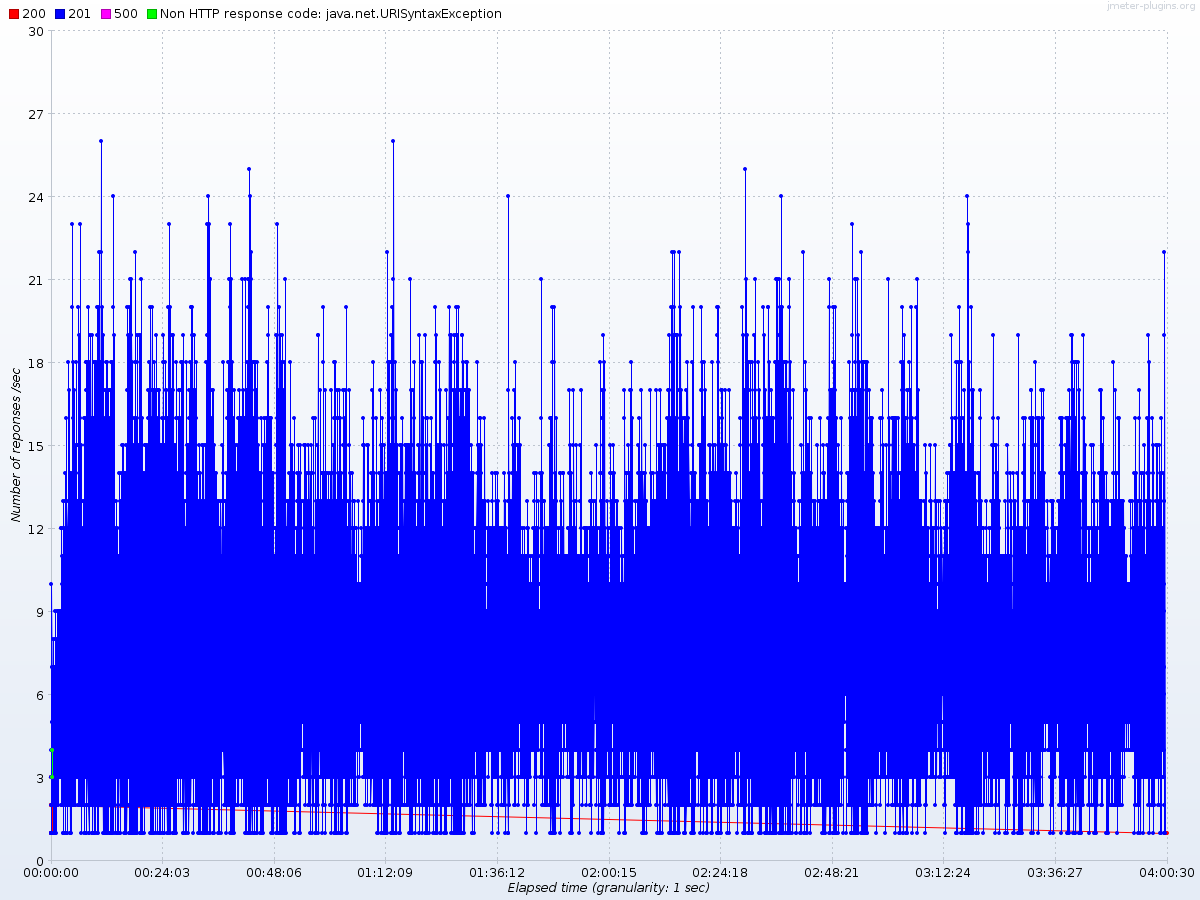 200 201 500 Non HTTP response code: java.net.URISyntaxException
jmeter-plugins.org
30
27
24
21
18
15
12
9
6
3
0
Number of reponses /sec
00:00:00 00:24:03 00:48:06 01:12:09 01:36:12 02:00:15 02:24:18 02:48:21 03:12:24 03:36:27 04:00:30
Elapsed time (granularity: 1 sec)